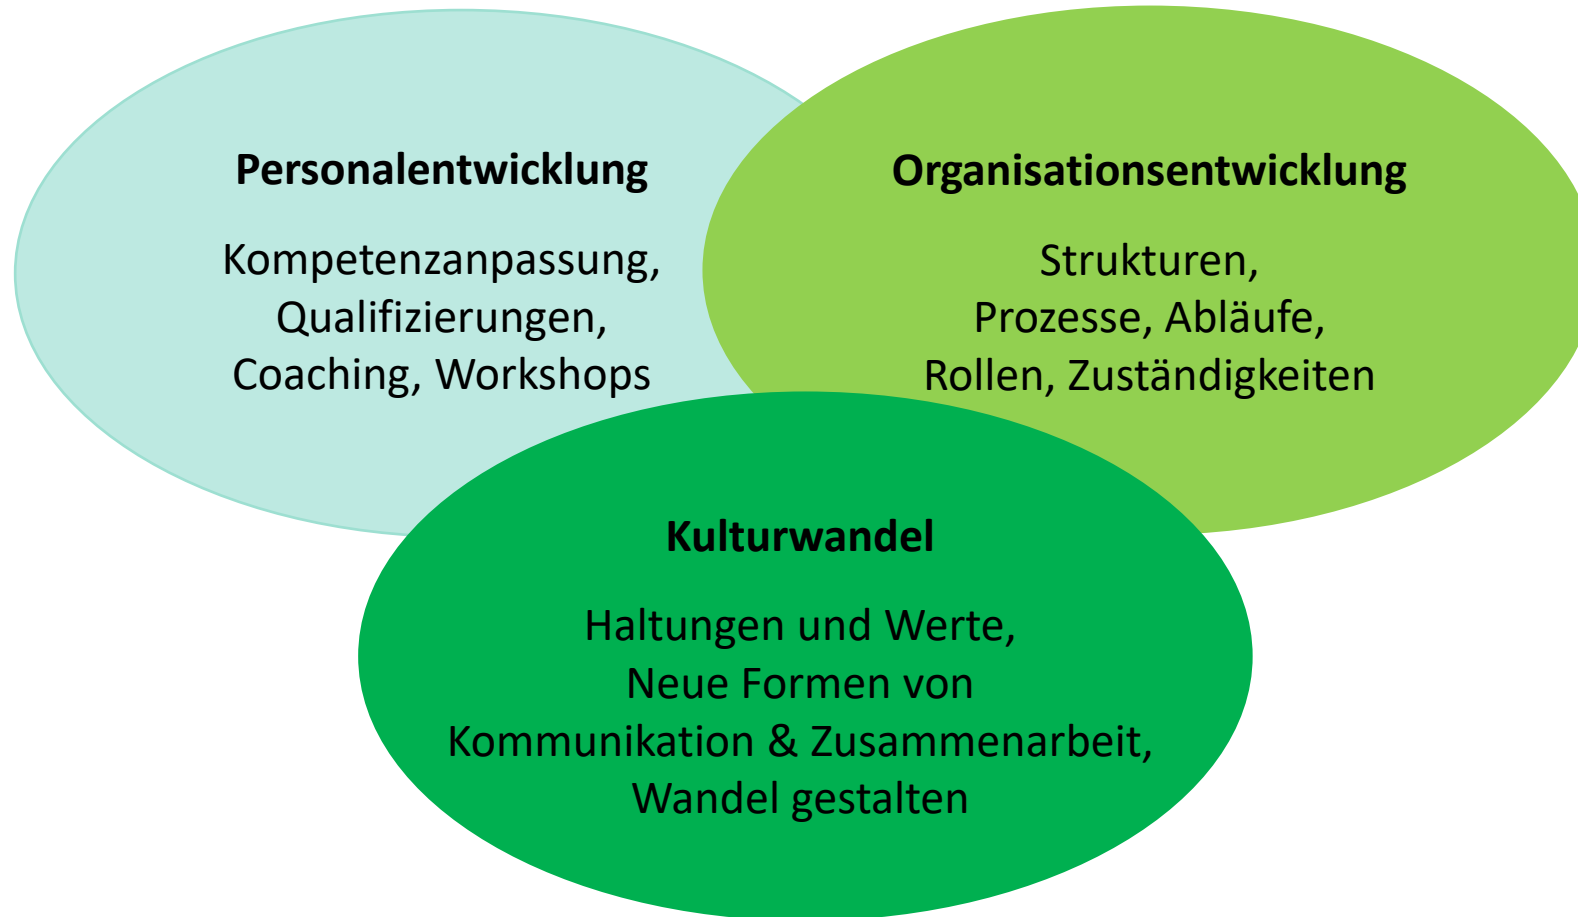 Personalentwicklung
Kompetenzanpassung,
Qualifizierungen,
Coaching, Workshops
Organisationsentwicklung
Strukturen,
Prozesse, Abläufe,
Rollen, Zuständigkeiten
Kulturwandel
Haltungen und Werte,
Neue Formen von
Kommunikation & Zusammenarbeit,
Wandel gestalten